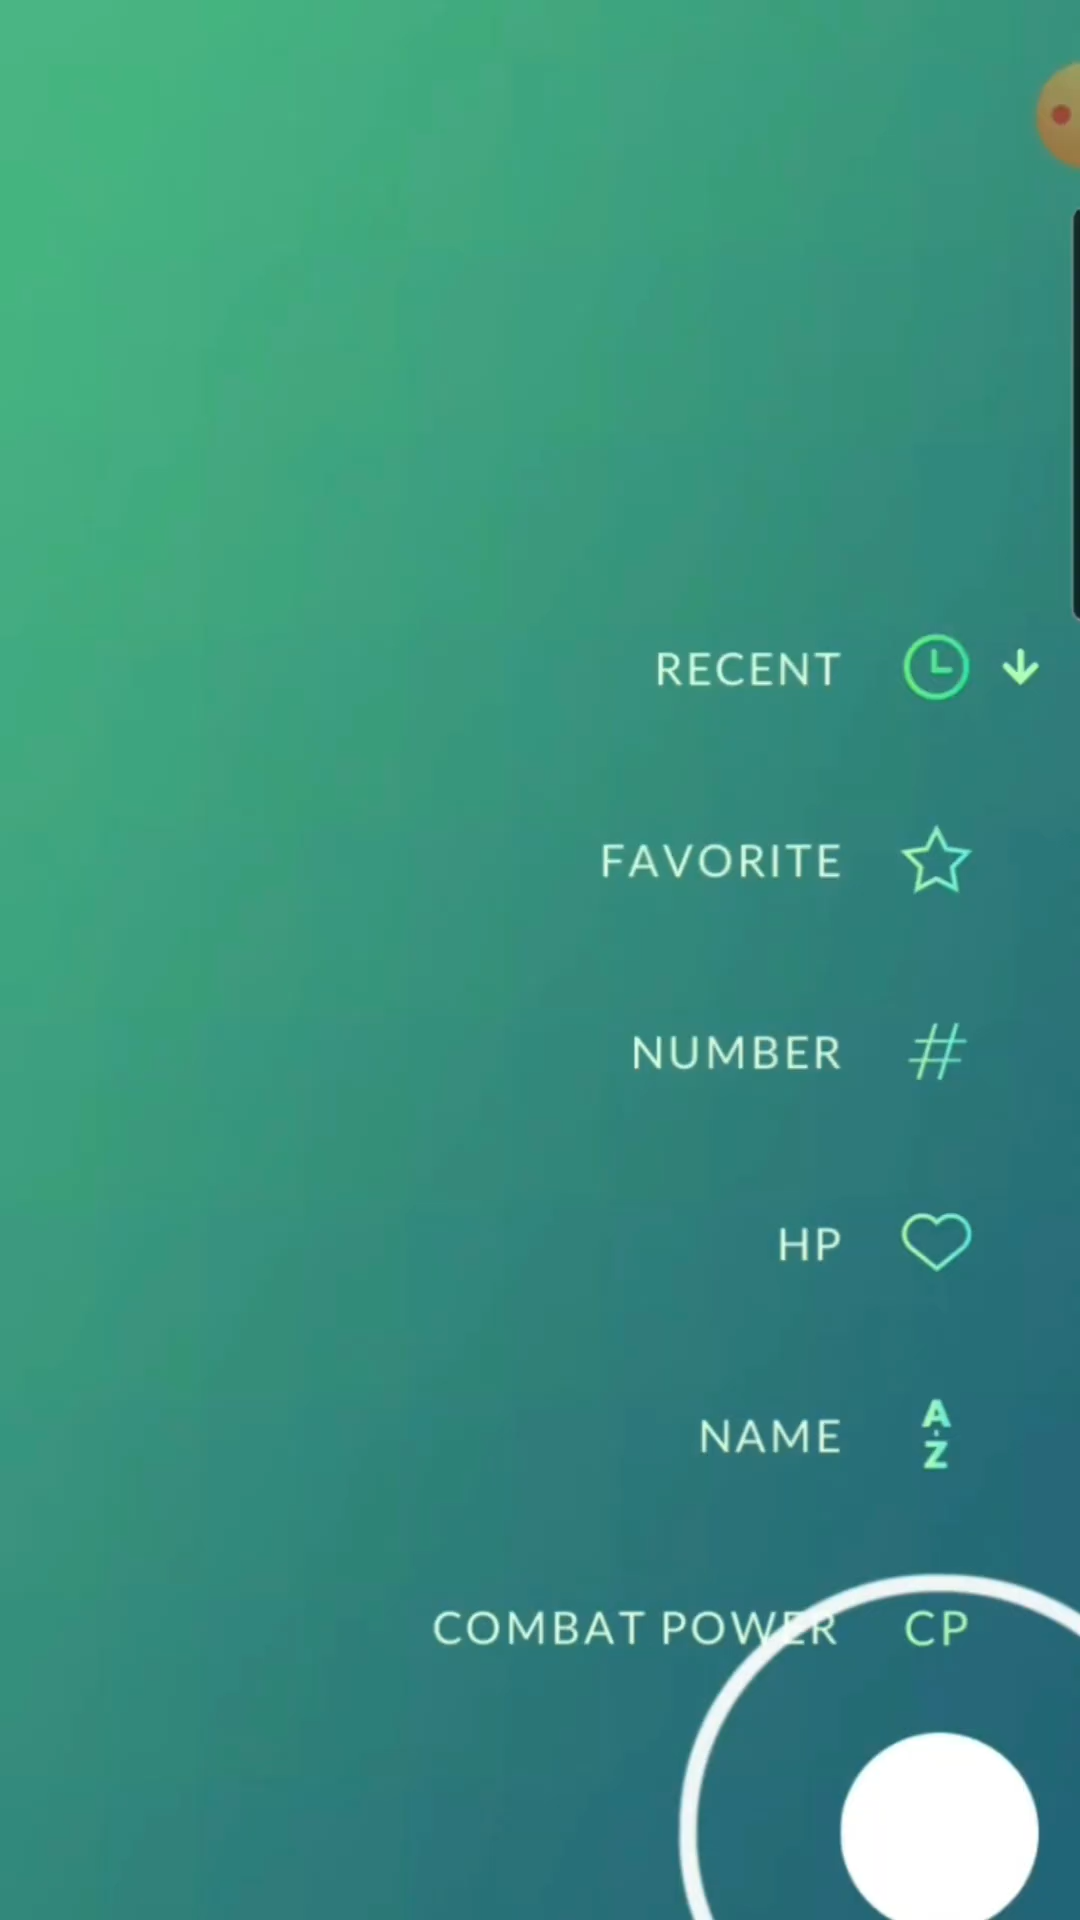 RECENT
FAVORITE
NUMBER #
HP
NAME A-Z
COMBAT POWER CP